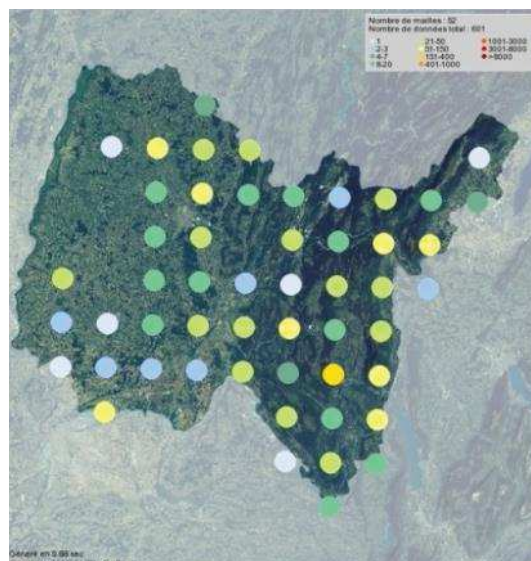 Nombre de mailles : 52
Nombre de données total : 601
1 21-50 1001-3000
2-3 51-150 3001-8000
4-7 151-400 >8000
8-20 401-1000
Généré en 0.68 sec